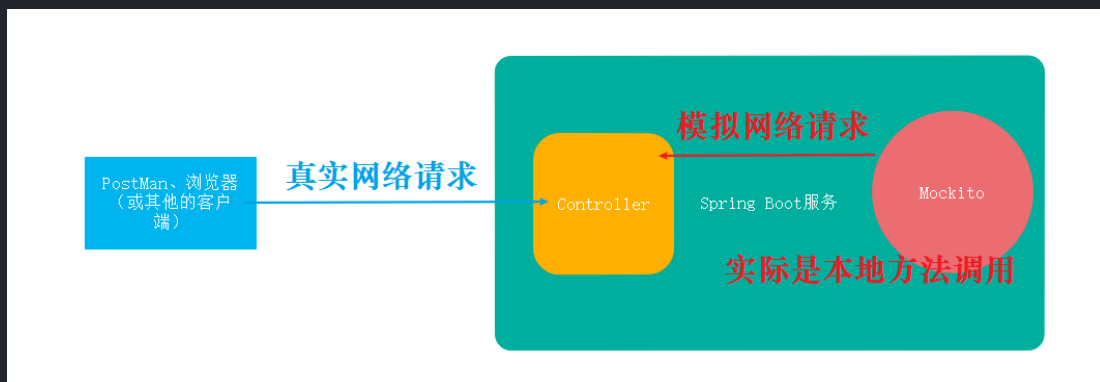 模拟网络请求
真实网络请求
PostMan、浏览器
（或其他的客户
端）
Controller
Spring Boot服务
Mockito
实际是本地方法调用